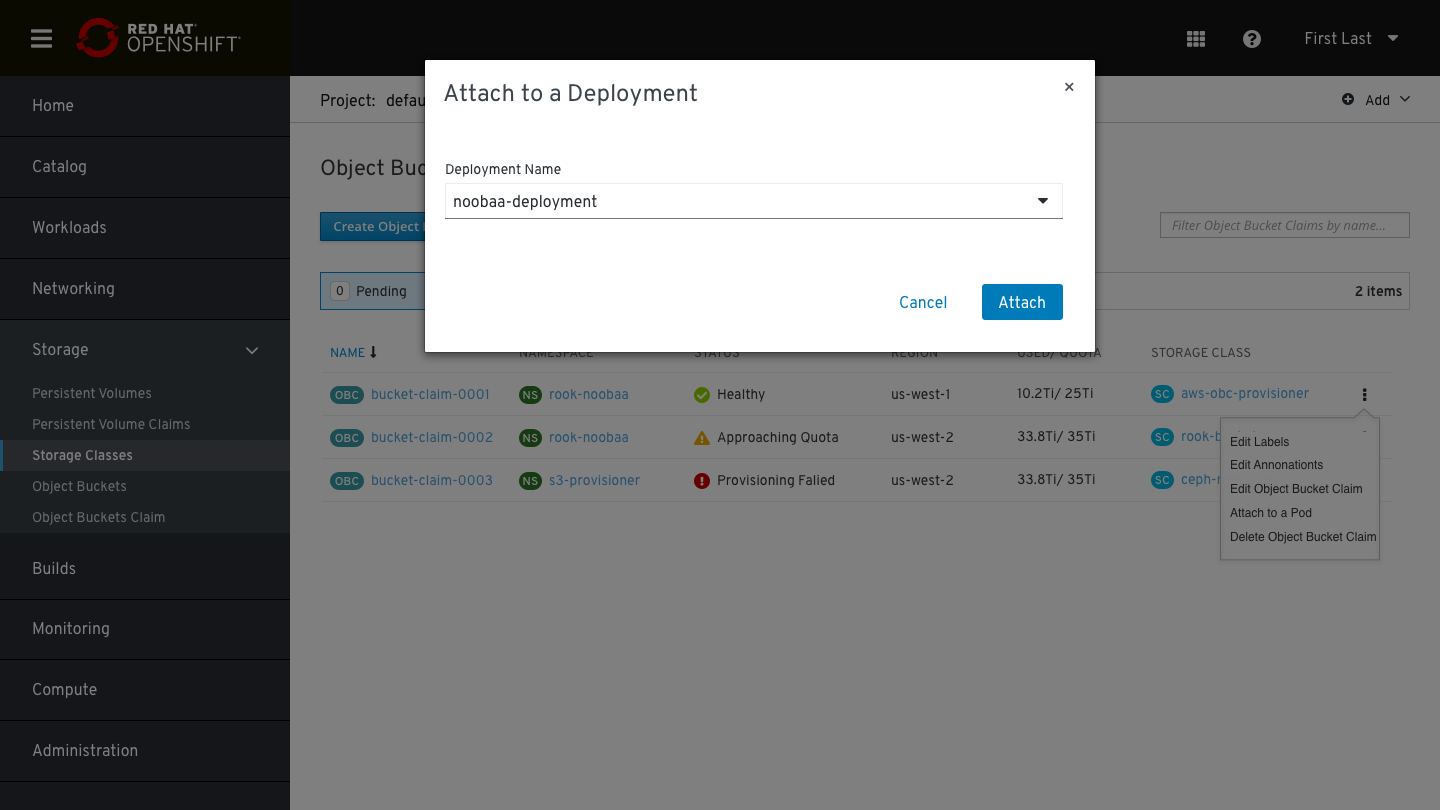 RED HAT
OPENSHIFT
First Last
Home
Catalog
Workloads
Networking
Storage
Persistent Volumes
Persistent Volume Claims
Storage Classes
Object Buckets
Object Buckets Claim
Builds
Monitoring
Compute
Administration
Project: defau
Add
Object Buc
Create Object
Filter Object Bucket Claims by name...
0 Pending
2 items
Attach to a Deployment
×
Deployment Name
noobaa-deployment
Cancel
Attach
NAME NAMESPACE STATUS REGION USED/ QUOTA STORAGE CLASS
OBC bucket-claim-0001 NS rook-noobaa Healthy us-west-1 10.2Ti/ 25Ti SC aws-obc-provisioner
OBC bucket-claim-0002 NS rook-noobaa Approaching Quota us-west-2 33.8Ti/ 35Ti SC rook-b
OBC bucket-claim-0003 NS s3-provisioner Provisioning Falied us-west-2 33.8Ti/ 35Ti SC ceph-r
Edit Labels
Edit Annonationts
Edit Object Bucket Claim
Attach to a Pod
Delete Object Bucket Claim